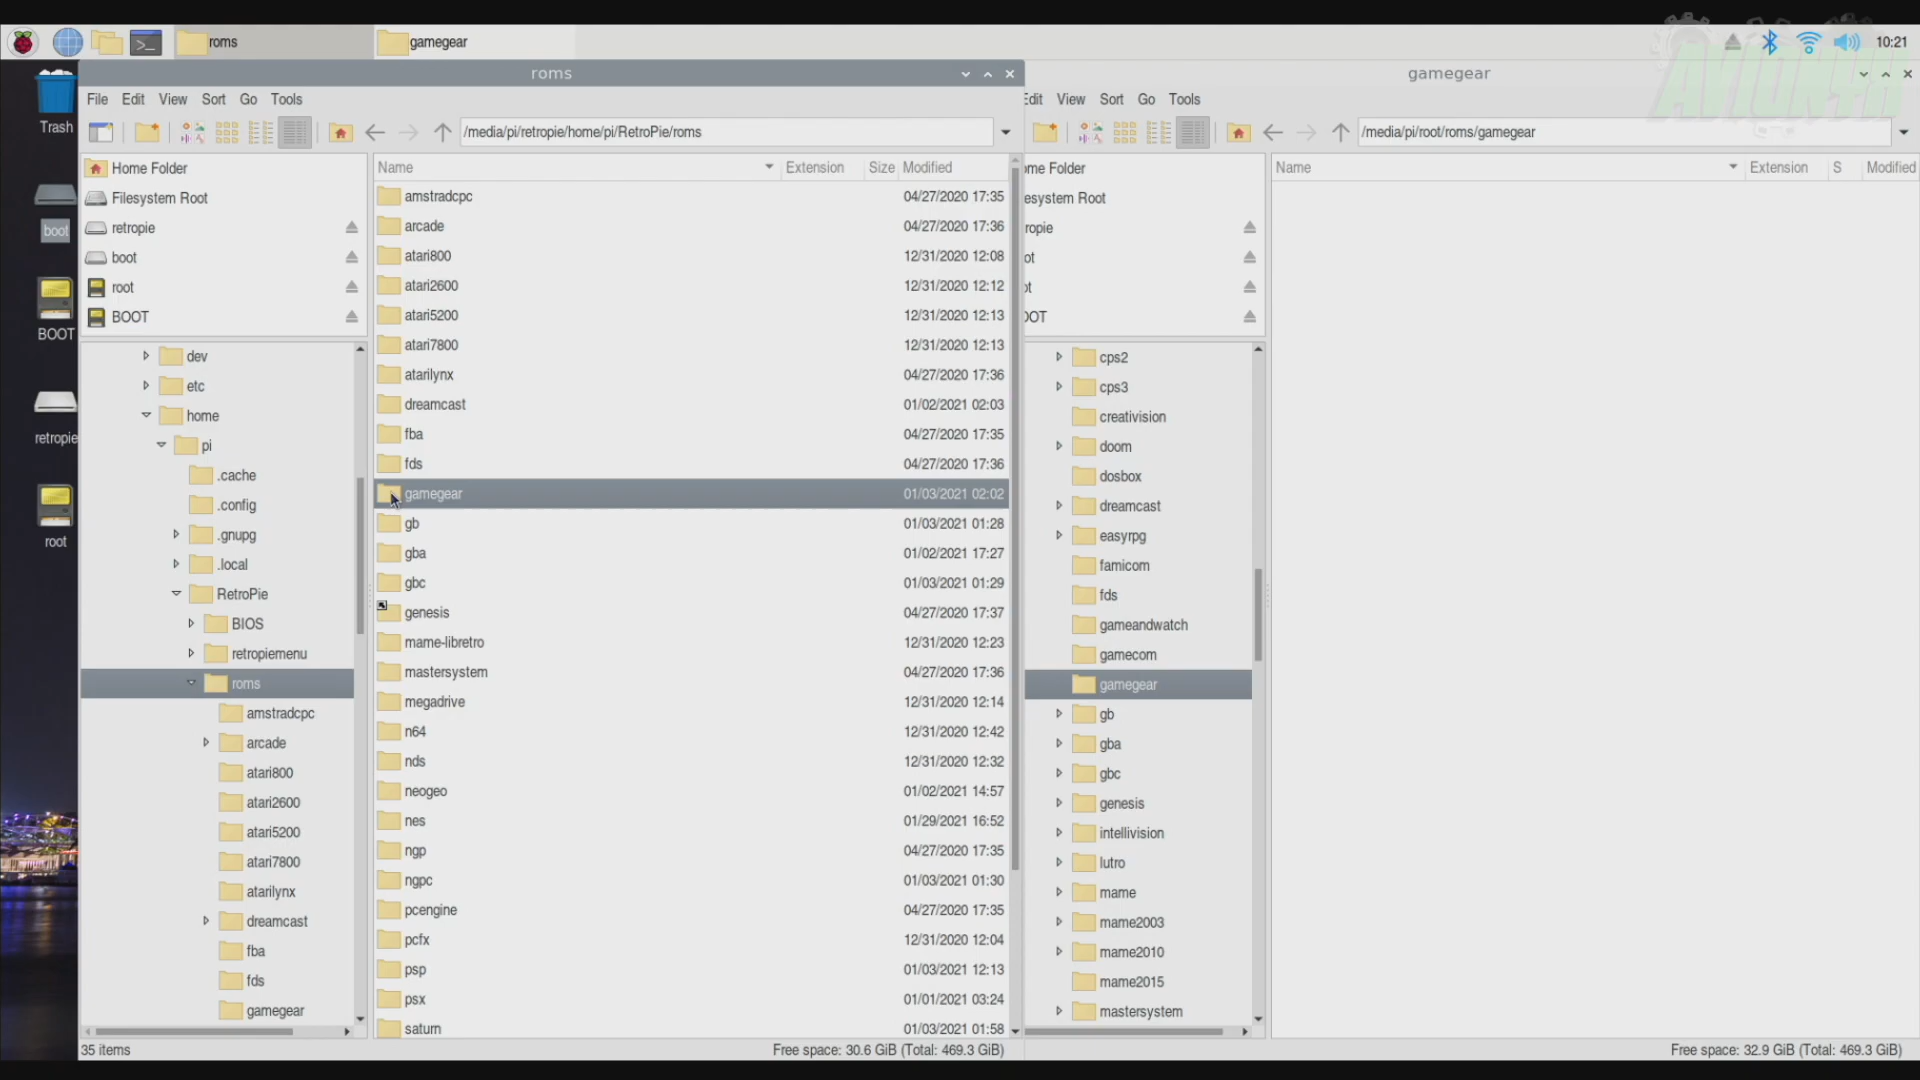 roms
gamegear
10:21
AVIUNYX
roms
gamegear
File Edit View Sort Go Tools
Edit View Sort Go Tools
/media/pi/retropie/home/pi/RetroPie/roms
/media/pi/root/roms/gamegear
Trash
boot
BOOT
retropie
root
Home Folder
Filesystem Root
retropie
boot
root
BOOT
dev
etc
home
pi
.cache
.config
.gnupg
.local
RetroPie
BIOS
retropiemenu
roms
amstradcpc
arcade
atari800
atari2600
atari5200
atari7800
atarilynx
dreamcast
fba
fds
gamegear
Name Extension Size Modified
amstradcpc 04/27/2020 17:35
arcade 04/27/2020 17:36
atari800 12/31/2020 12:08
atari2600 12/31/2020 12:12
atari5200 12/31/2020 12:13
atari7800 12/31/2020 12:13
atarilynx 04/27/2020 17:36
dreamcast 01/02/2021 02:03
fba 04/27/2020 17:35
fds 04/27/2020 17:36
gamegear 01/03/2021 02:02
gb 01/03/2021 01:28
gba 01/02/2021 17:27
gbc 01/03/2021 01:29
genesis 04/27/2020 17:37
mame-libretro 12/31/2020 12:23
mastersystem 04/27/2020 17:36
megadrive 12/31/2020 12:14
n64 12/31/2020 12:42
nds 12/31/2020 12:32
neogeo 01/02/2021 14:57
nes 01/29/2021 16:52
ngp 04/27/2020 17:35
ngpc 01/03/2021 01:30
pcengine 04/27/2020 17:35
pcfx 12/31/2020 12:04
psp 01/03/2021 12:13
psx 01/01/2021 03:24
saturn 01/03/2021 01:58
35 items
Free space: 30.6 GiB (Total: 469.3 GiB)
me Folder
esystem Root
ropie
ot
ot
OOT
cps2
cps3
creativision
doom
dosbox
dreamcast
easyrpg
famicom
fds
gameandwatch
gamecom
gamegear
gb
gba
gbc
genesis
intellivision
lutro
mame
mame2003
mame2010
mame2015
mastersystem
Name Extension S Modified
Free space: 32.9 GiB (Total: 469.3 GiB)